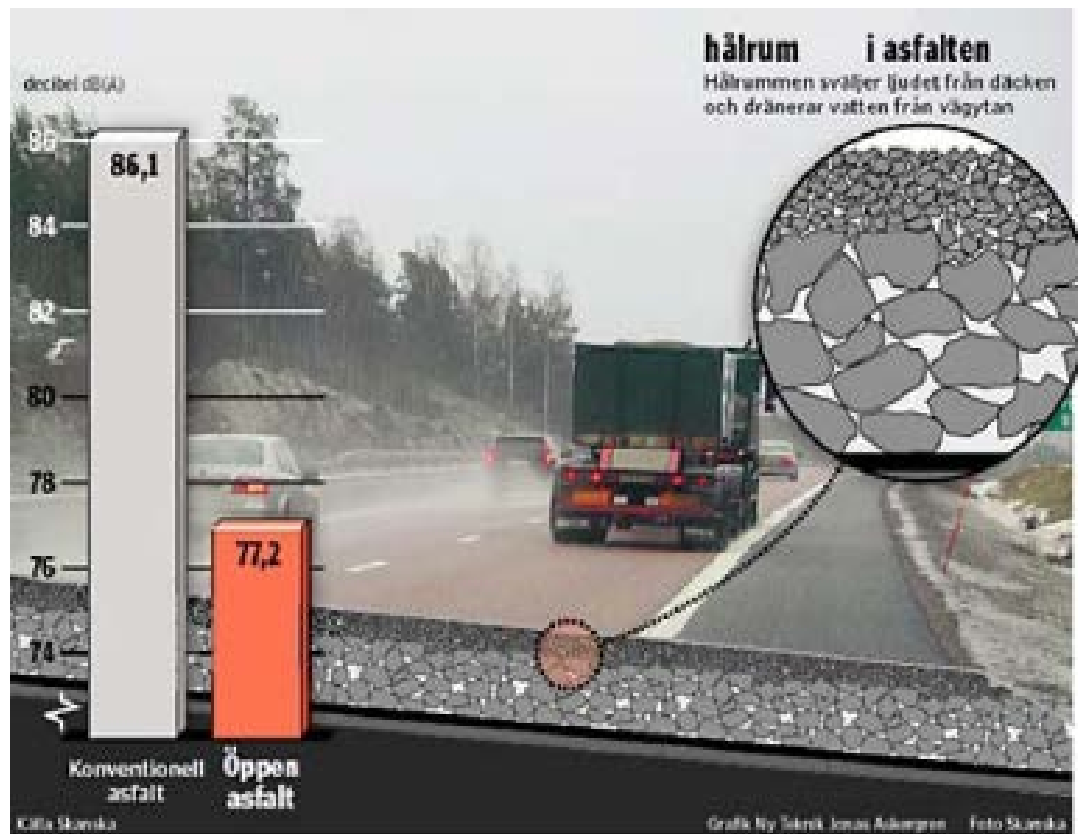 hålrum i asfalten
Hålrummen sväljer ljudet från däcken
och dränerar vatten från vägytan
decibel dB(A)
86
86,1
84
82
80
78
77,2
76
74
Konventionell
asfalt
Öppen
asfalt
Källa Skanska
Grafik Ny Teknik Jonas Askergren Foto Skanska